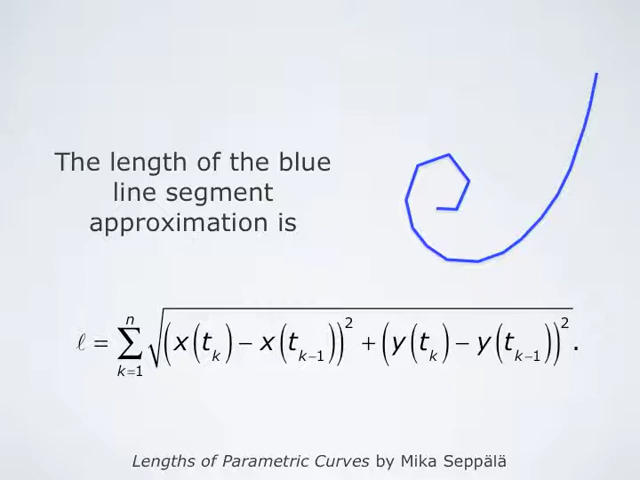 The length of the blue
line segment
approximation is
ℓ = ∑_{k=1}^{n} √((x(t_k) − x(t_{k−1}))² + (y(t_k) − y(t_{k−1}))²).
Lengths of Parametric Curves by Mika Seppälä